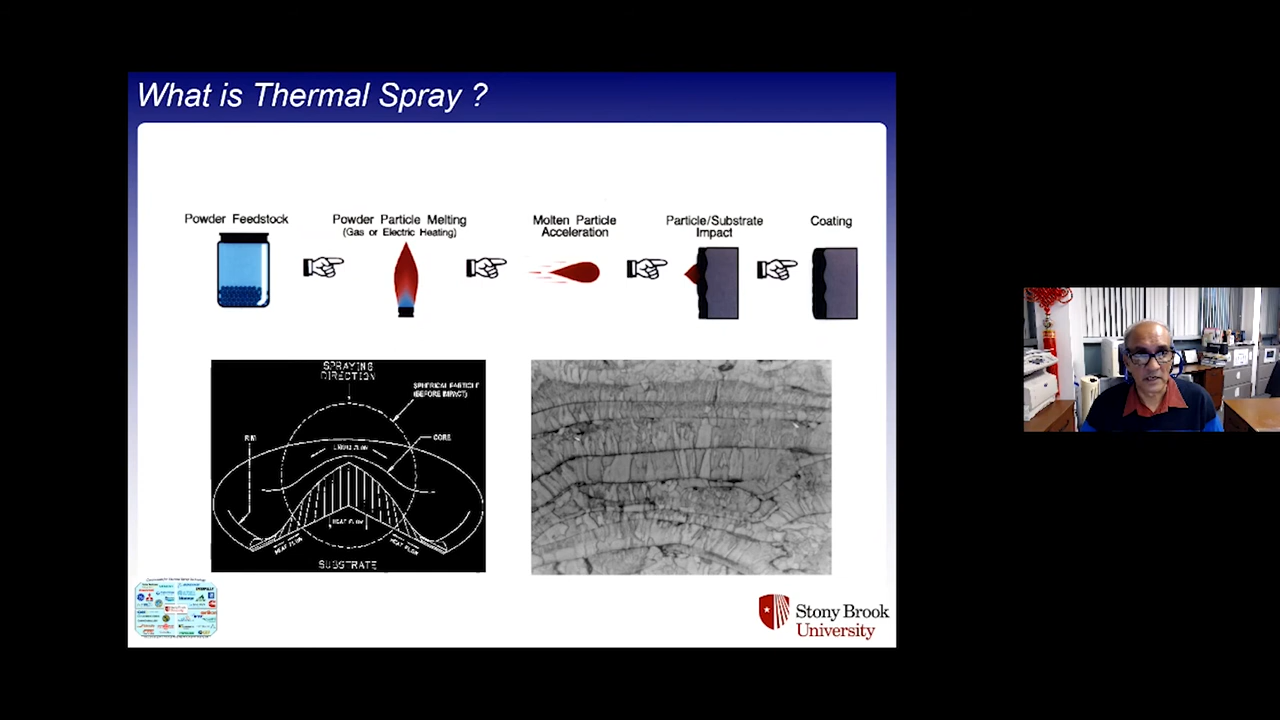 What is Thermal Spray ?
Powder Feedstock
Powder Particle Melting
(Gas or Electric Heating)
Molten Particle
Acceleration
Particle/Substrate
Impact
Coating
SPRAYING
DIRECTION
SPHERICAL PARTICLE
(BEFORE IMPACT)
RIM
CORE
LIQUID FLOW
HEAT FLOW
HEAT FLOW
HEAT FLOW
SUBSTRATE
Stony Brook
University